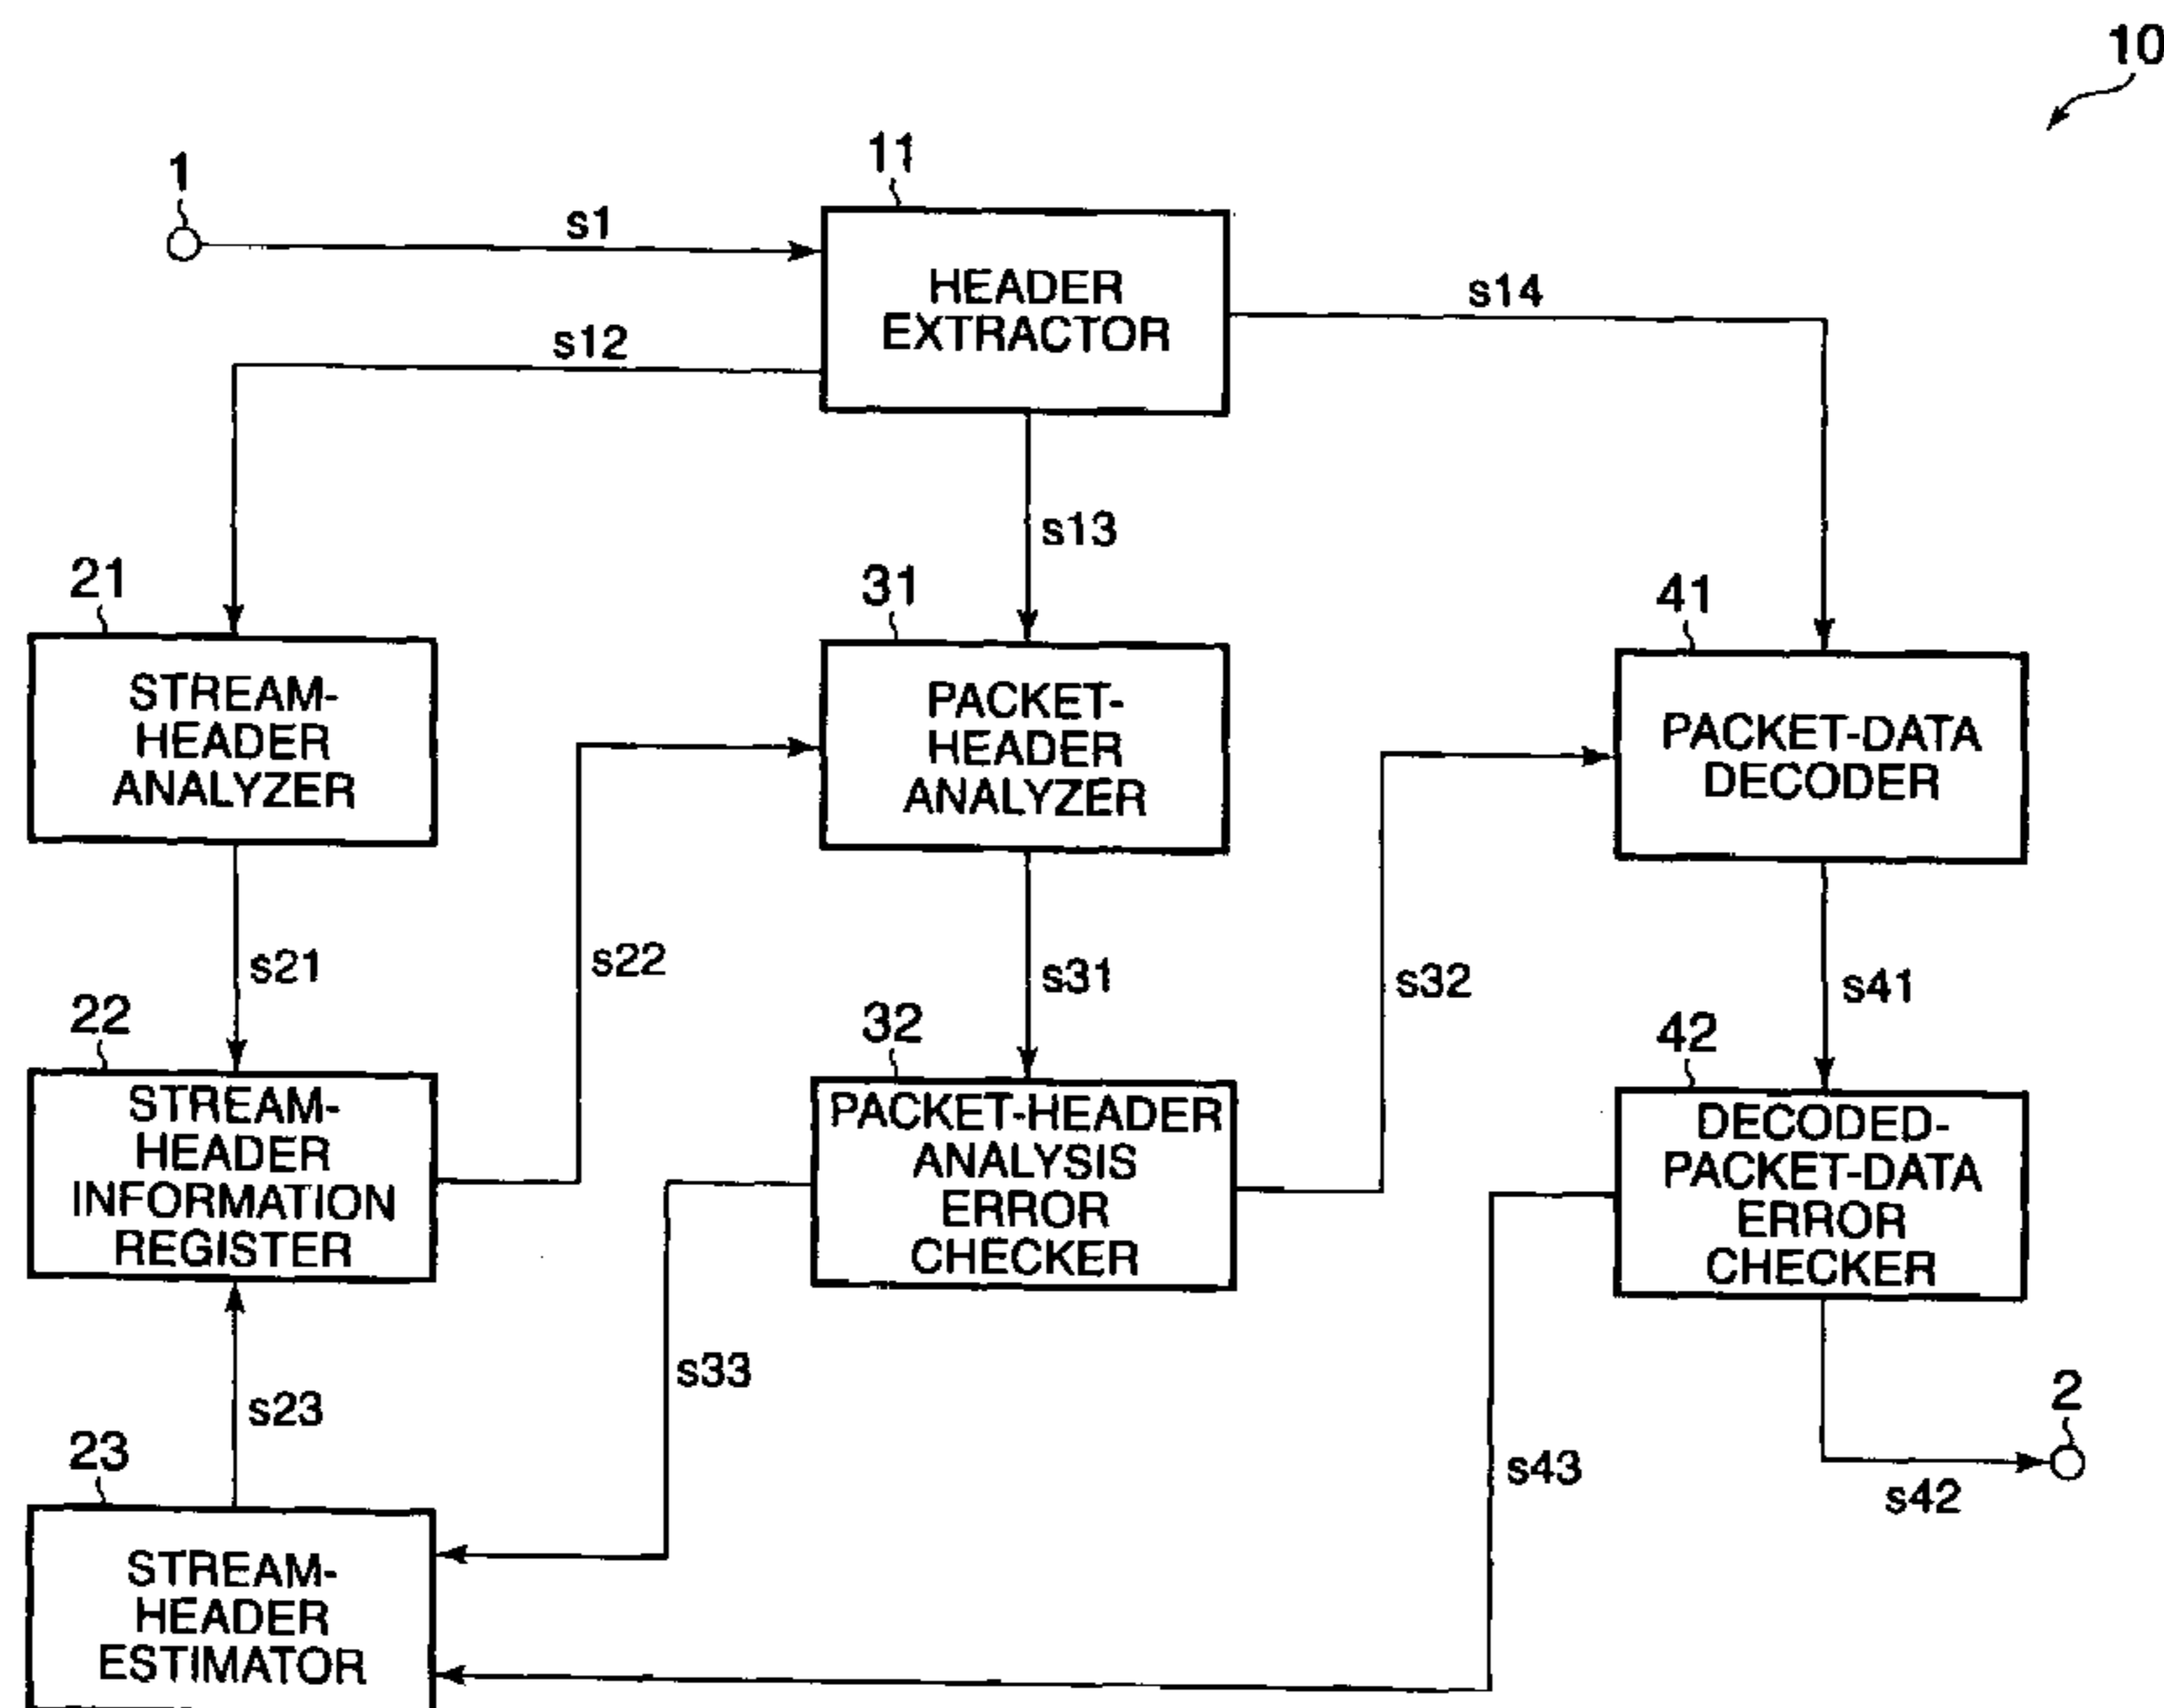 10
1
11
s1
HEADER
EXTRACTOR
s14
s12
s13
21
31
41
STREAM-
HEADER
ANALYZER
PACKET-
HEADER
ANALYZER
PACKET-DATA
DECODER
s21
s22
s31
s32
s41
22
32
42
STREAM-
HEADER
INFORMATION
REGISTER
PACKET-HEADER
ANALYSIS
ERROR
CHECKER
DECODED-
PACKET-DATA
ERROR
CHECKER
s33
s23
2
23
s43
s42
STREAM-
HEADER
ESTIMATOR